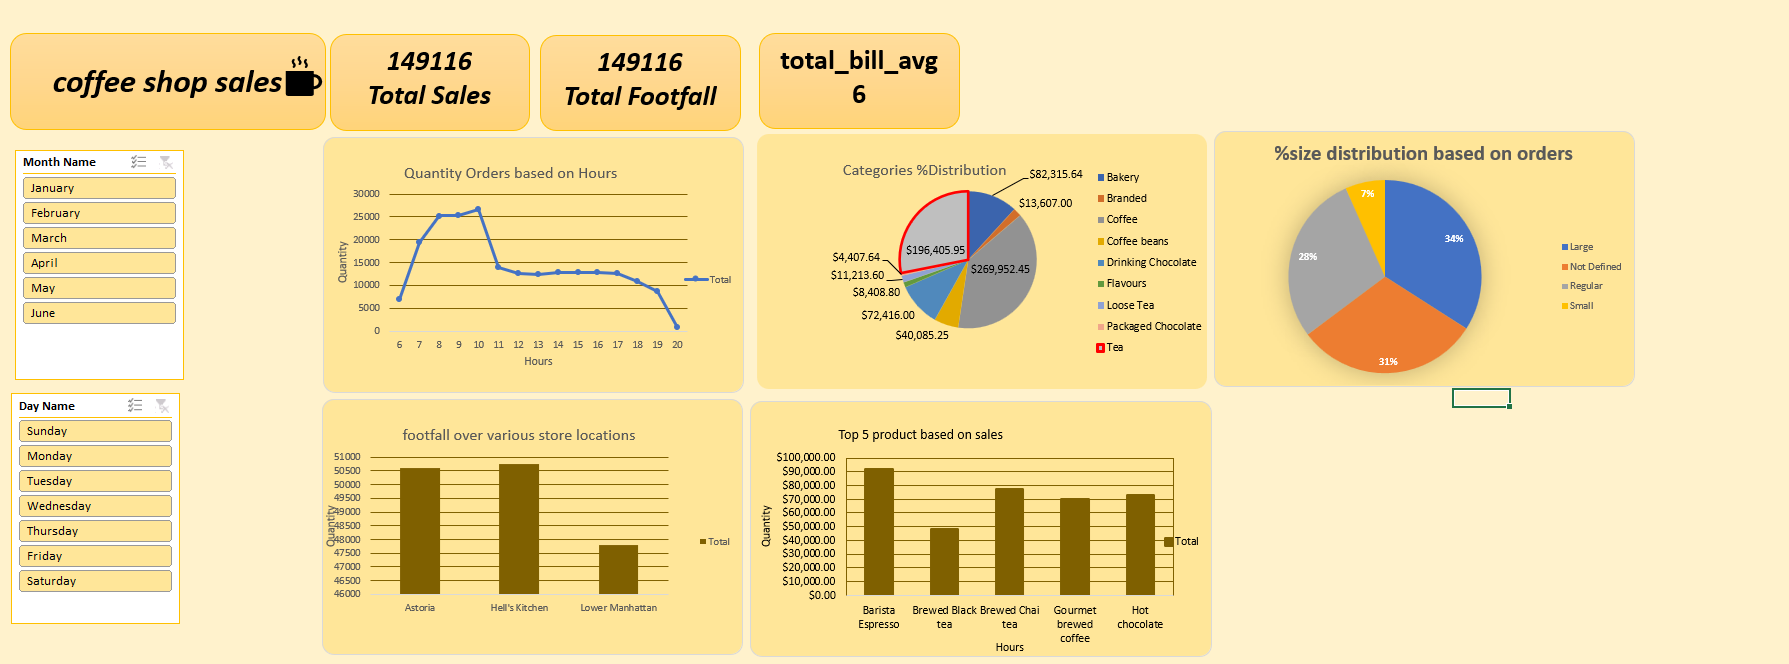 coffee shop sales
149116
Total Sales
149116
Total Footfall
total_bill_avg
6
Month Name
January
February
March
April
May
June
Day Name
Sunday
Monday
Tuesday
Wednesday
Thursday
Friday
Saturday
Quantity Orders based on Hours
Quantity
30000
25000
20000
15000
10000
5000
0
6 7 8 9 10 11 12 13 14 15 16 17 18 19 20
Hours
Total
Categories %Distribution
$82,315.64
$13,607.00
$269,952.45
$40,085.25
$72,416.00
$8,408.80
$11,213.60
$4,407.64
$196,405.95
Bakery
Branded
Coffee
Coffee beans
Drinking Chocolate
Flavours
Loose Tea
Packaged Chocolate
Tea
%size distribution based on orders
7%
34%
28%
31%
Large
Not Defined
Regular
Small
footfall over various store locations
Quantity
51000
50500
50000
49500
49000
48500
48000
47500
47000
46500
46000
Astoria Hell's Kitchen Lower Manhattan
Total
Top 5 product based on sales
Quantity
$100,000.00
$90,000.00
$80,000.00
$70,000.00
$60,000.00
$50,000.00
$40,000.00
$30,000.00
$20,000.00
$10,000.00
$0.00
Barista
Espresso
Brewed Black
tea
Brewed Chai
tea
Gourmet
brewed
coffee
Hot
chocolate
Hours
Total